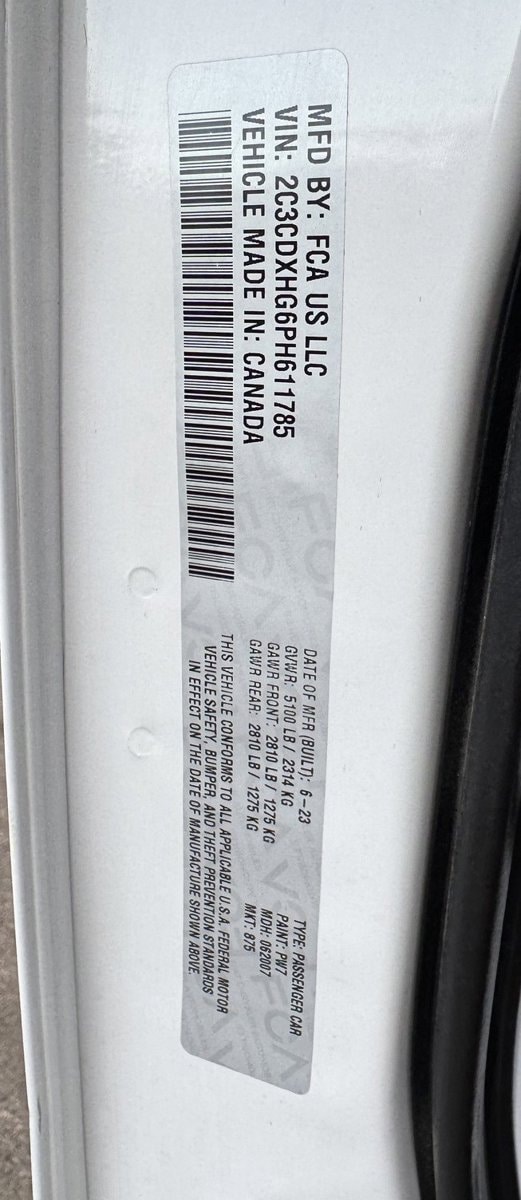 MFD BY: FCA US LLC
VIN: 2C3CDXHG6PH611785
VEHICLE MADE IN: CANADA
DATE OF MFR (BUILT): 6-23
GVWR: 5100 LB / 2314 KG
GAWR FRONT: 2810 LB / 1275 KG
GAWR REAR: 2810 LB / 1275 KG
THIS VEHICLE CONFORMS TO ALL APPLICABLE U.S.A. FEDERAL MOTOR
VEHICLE SAFETY, BUMPER, AND THEFT PREVENTION STANDARDS
IN EFFECT ON THE DATE OF MANUFACTURE SHOWN ABOVE.
TYPE: PASSENGER CAR
PAINT: PW7
MDH: 062007
MKT: 875
FCA
FCA
FCA